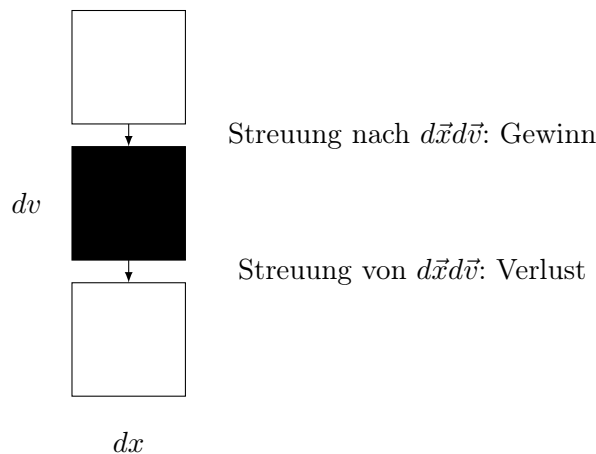 Streuung nach $d\vec{x}d\vec{v}$: Gewinn
$dv$
Streuung von $d\vec{x}d\vec{v}$: Verlust
$dx$